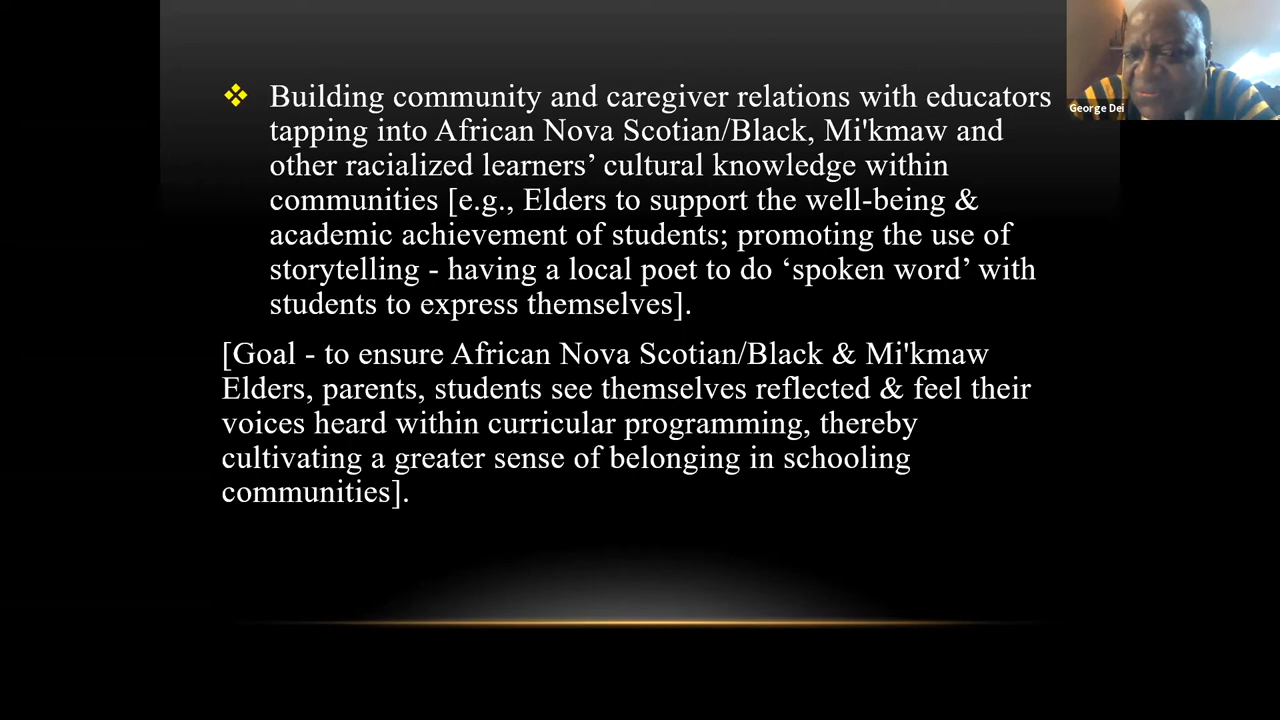 Building community and caregiver relations with educators
tapping into African Nova Scotian/Black, Mi'kmaw and
other racialized learners’ cultural knowledge within
communities [e.g., Elders to support the well-being &
academic achievement of students; promoting the use of
storytelling - having a local poet to do ‘spoken word’ with
students to express themselves].
[Goal - to ensure African Nova Scotian/Black & Mi'kmaw
Elders, parents, students see themselves reflected & feel their
voices heard within curricular programming, thereby
cultivating a greater sense of belonging in schooling
communities].
George Dei